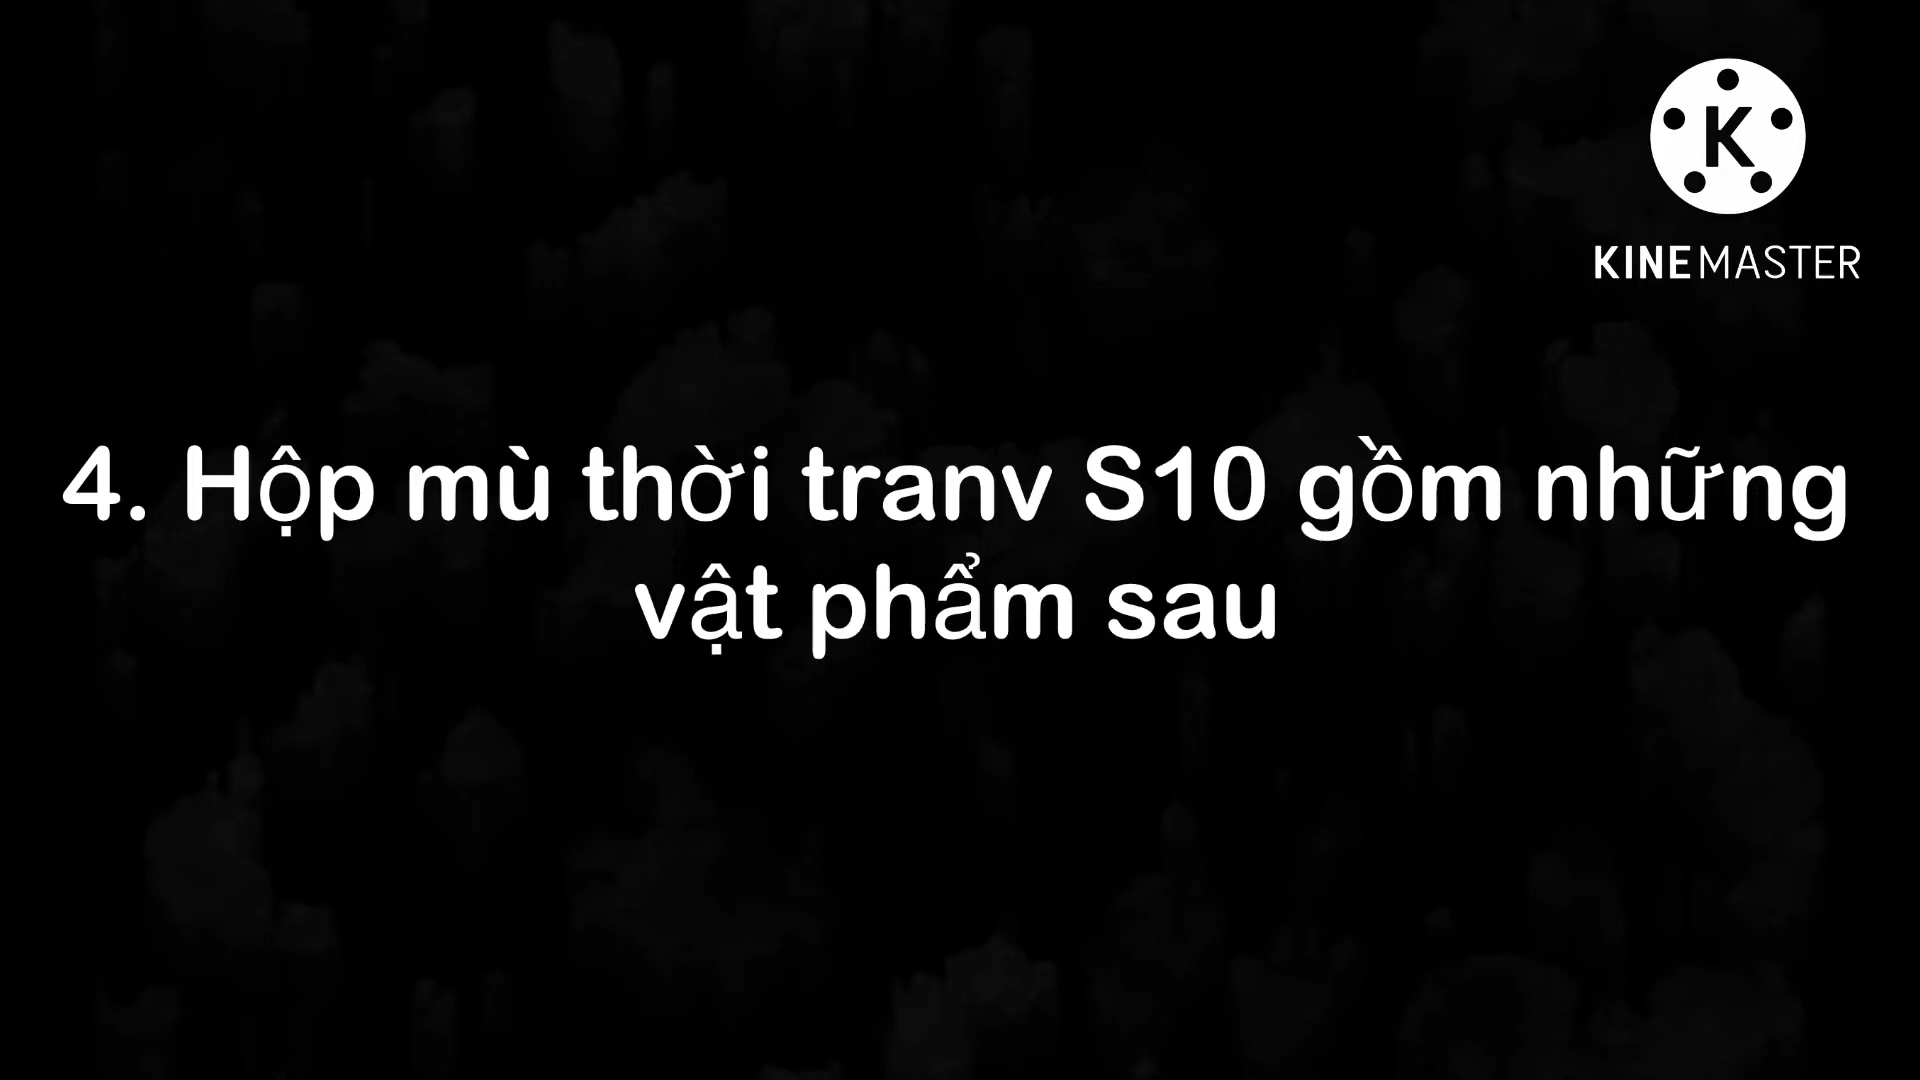 KINEMASTER
4. Hộp mù thời tranv S10 gồm những
vật phẩm sau